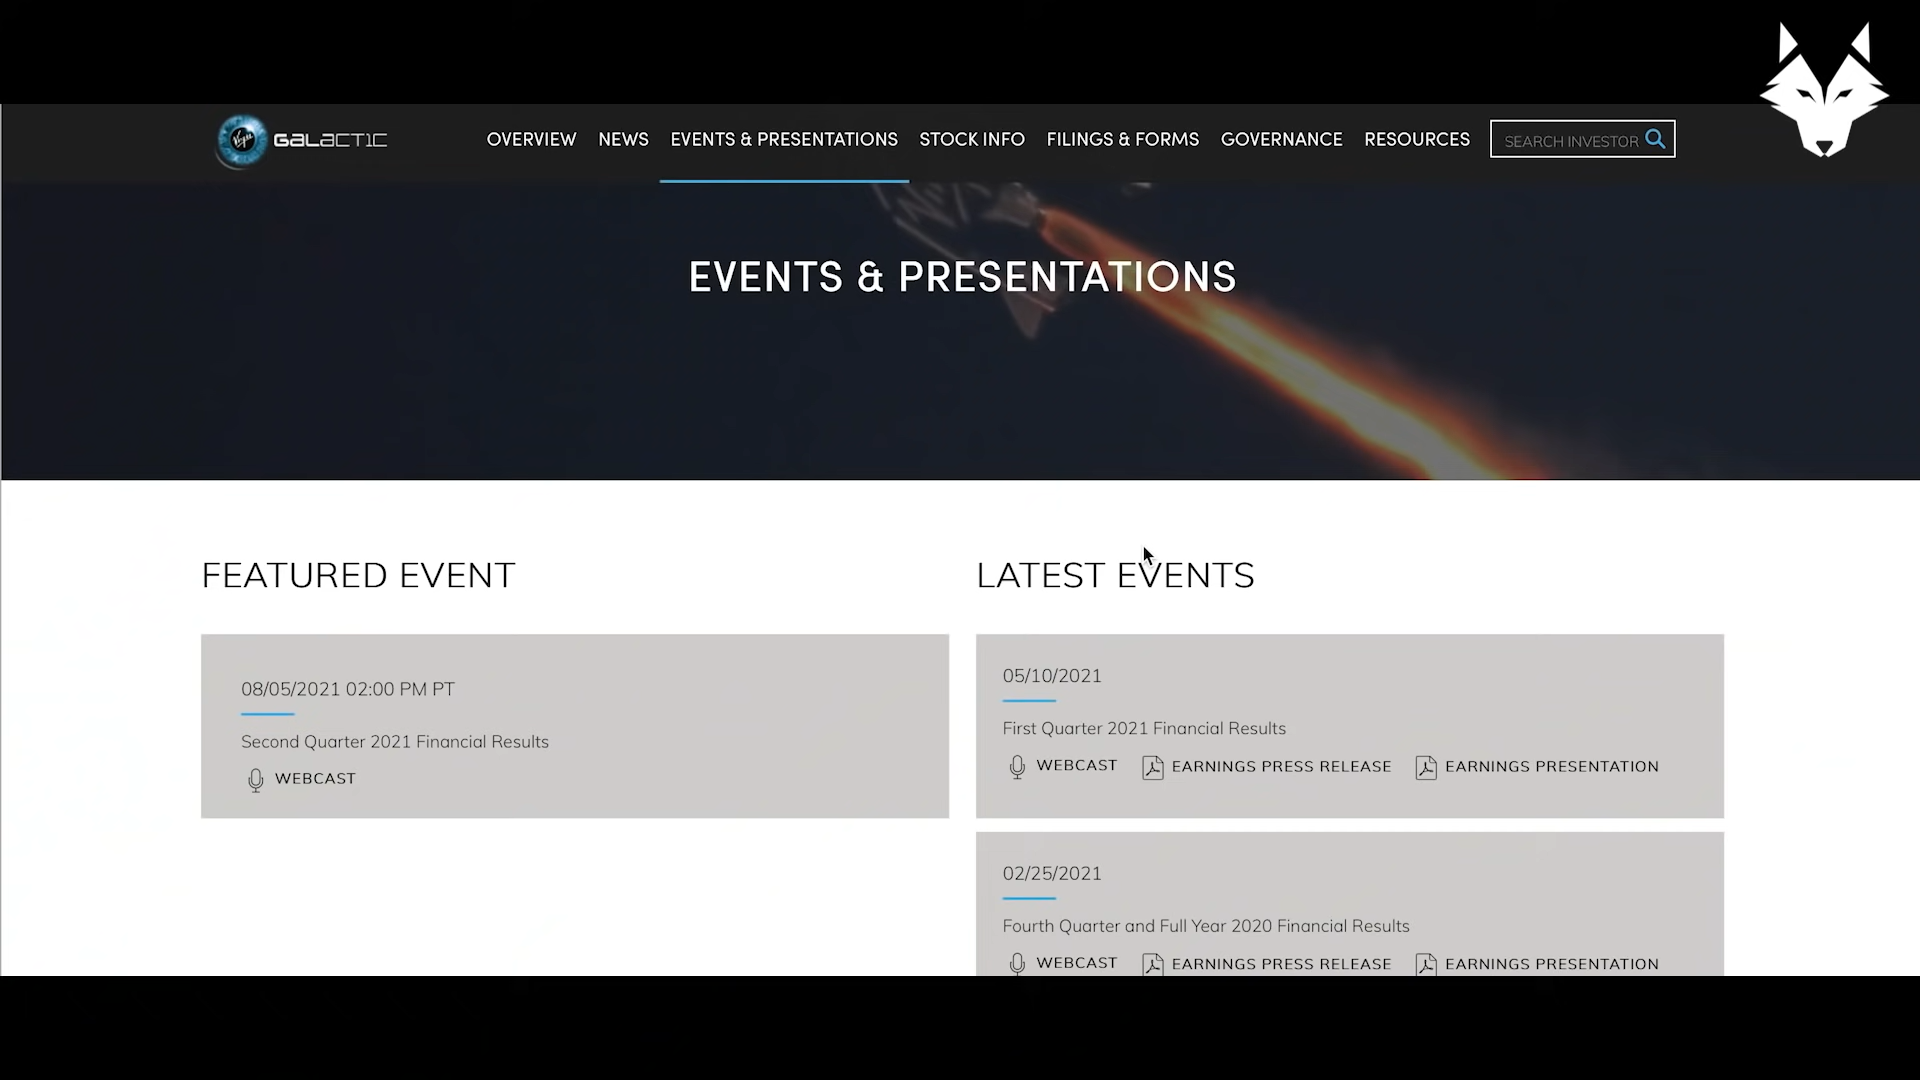 Virgin GALACTIC
OVERVIEW NEWS EVENTS & PRESENTATIONS STOCK INFO FILINGS & FORMS GOVERNANCE RESOURCES SEARCH INVESTOR
EVENTS & PRESENTATIONS
FEATURED EVENT
08/05/2021 02:00 PM PT
Second Quarter 2021 Financial Results
WEBCAST
LATEST EVENTS
05/10/2021
First Quarter 2021 Financial Results
WEBCAST EARNINGS PRESS RELEASE EARNINGS PRESENTATION
02/25/2021
Fourth Quarter and Full Year 2020 Financial Results
WEBCAST EARNINGS PRESS RELEASE EARNINGS PRESENTATION